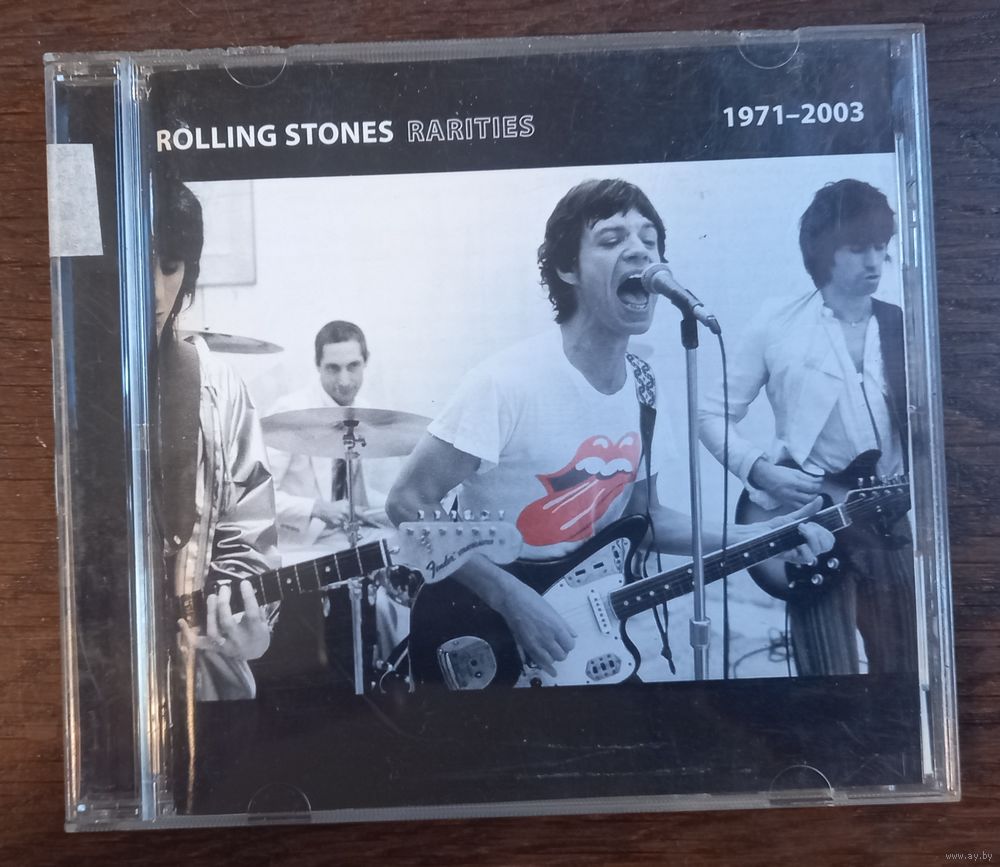 ROLLING STONES RARITIES
1971–2003
Fender
www.ay.by